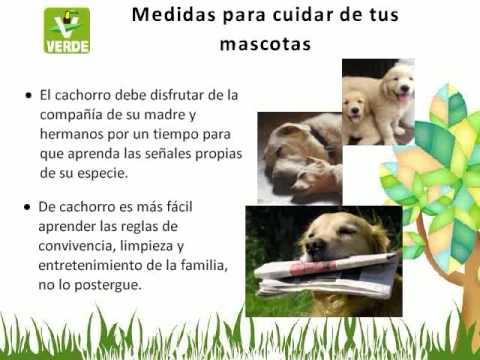 VERDE
Medidas para cuidar de tus
mascotas
• El cachorro debe disfrutar de la
compañía de su madre y
hermanos por un tiempo para
que aprenda las señales propias
de su especie.
• De cachorro es más fácil
aprender las reglas de
convivencia, limpieza y
entretenimiento de la familia,
no lo postergue.